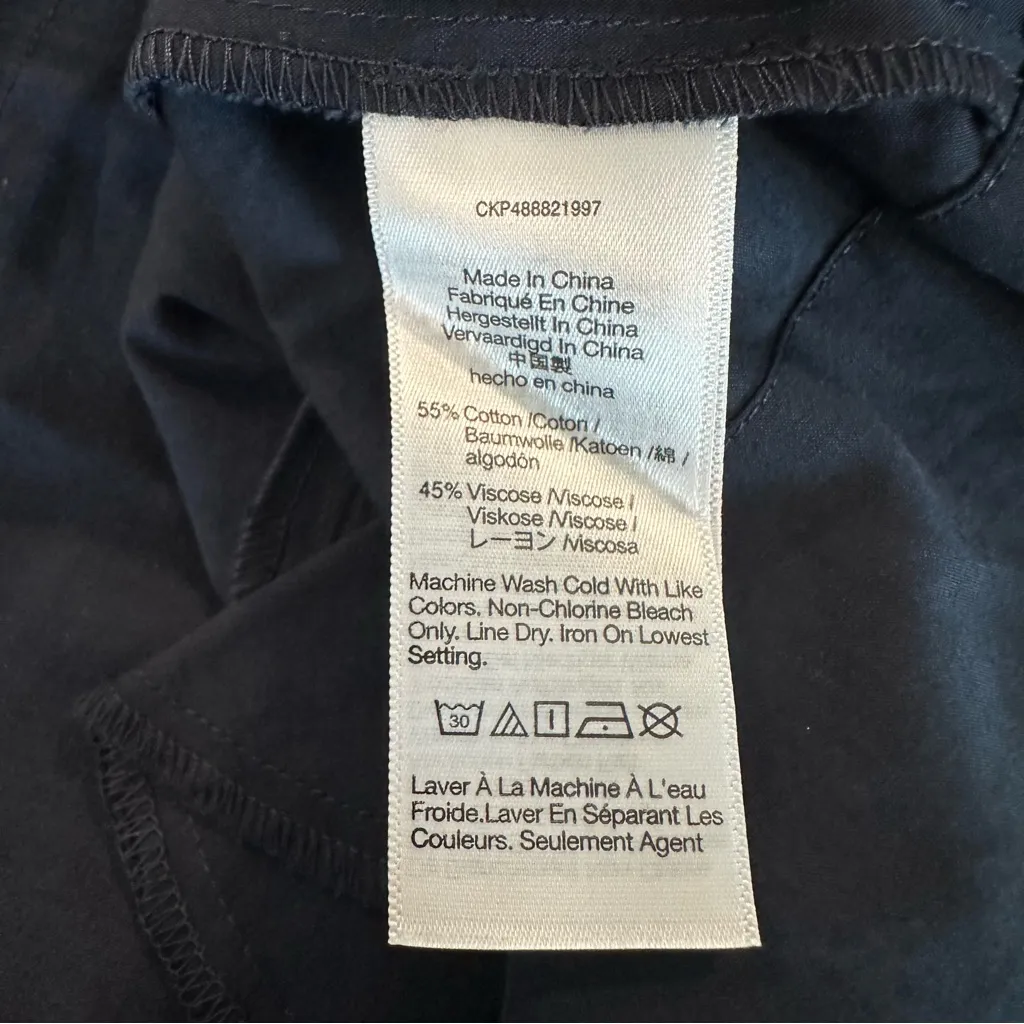 CKP488821997
Made In China
Fabriqué En Chine
Hergestellt In China
Vervaardigd In China
中国製
hecho en china
55% Cotton /Coton /
Baumwolle /Katoen /綿 /
algodón
45% Viscose /Viscose /
Viskose /Viscose /
レーヨン /viscosa
Machine Wash Cold With Like
Colors. Non-Chlorine Bleach
Only. Line Dry. Iron On Lowest
Setting.
30
Laver À La Machine À L'eau
Froide.Laver En Séparant Les
Couleurs. Seulement Agent